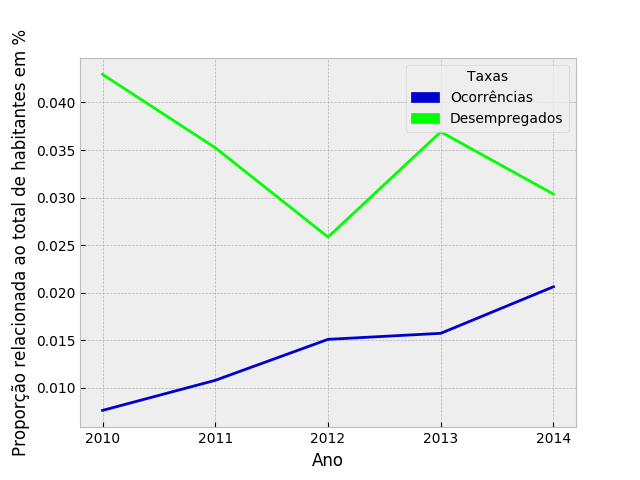 Proporção relacionada ao total de habitantes em %
0.040
0.035
0.030
0.025
0.020
0.015
0.010
Taxas
Ocorrências
Desempregados
2010 2011 2012 2013 2014
Ano